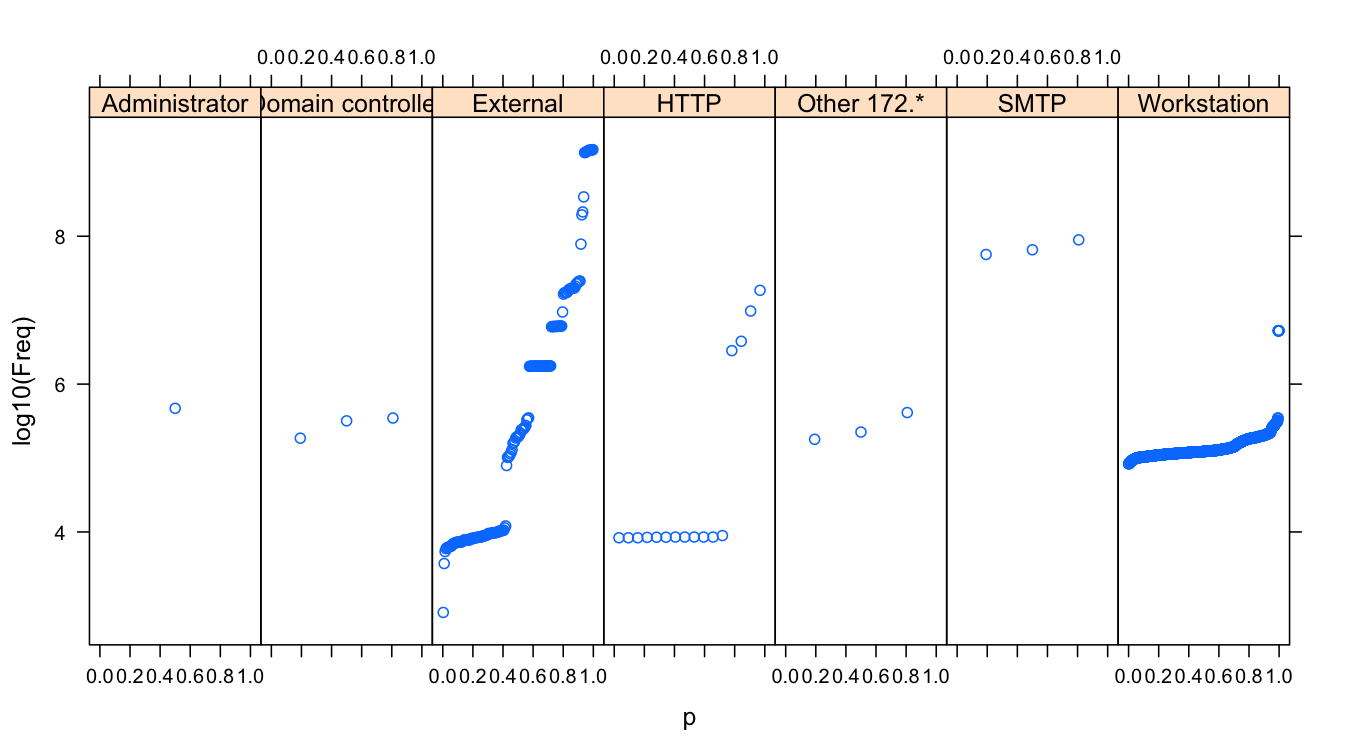 0.00.20.40.60.81.0 0.00.20.40.60.81.0 0.00.20.40.60.81.0
Administrator Domain controlle External HTTP Other 172.* SMTP Workstation
8
6
4
log10(Freq)
0.00.20.40.60.81.0 0.00.20.40.60.81.0 0.00.20.40.60.81.0 0.00.20.40.60.81.0
p